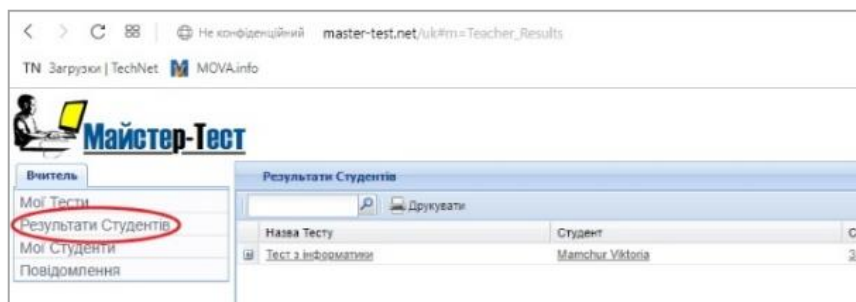 Не конфіденційний master-test.net/uk#m=Teacher_Results
TN Загрузки | TechNet MOVA.info
Майстер-Тест
Вчитель
Мої Тести
Результати Студентів
Мої Студенти
Повідомлення
Результати Студентів
Друкувати
Назва Тесту Студент С
Тест з інформатики Mamchur Viktoria 3